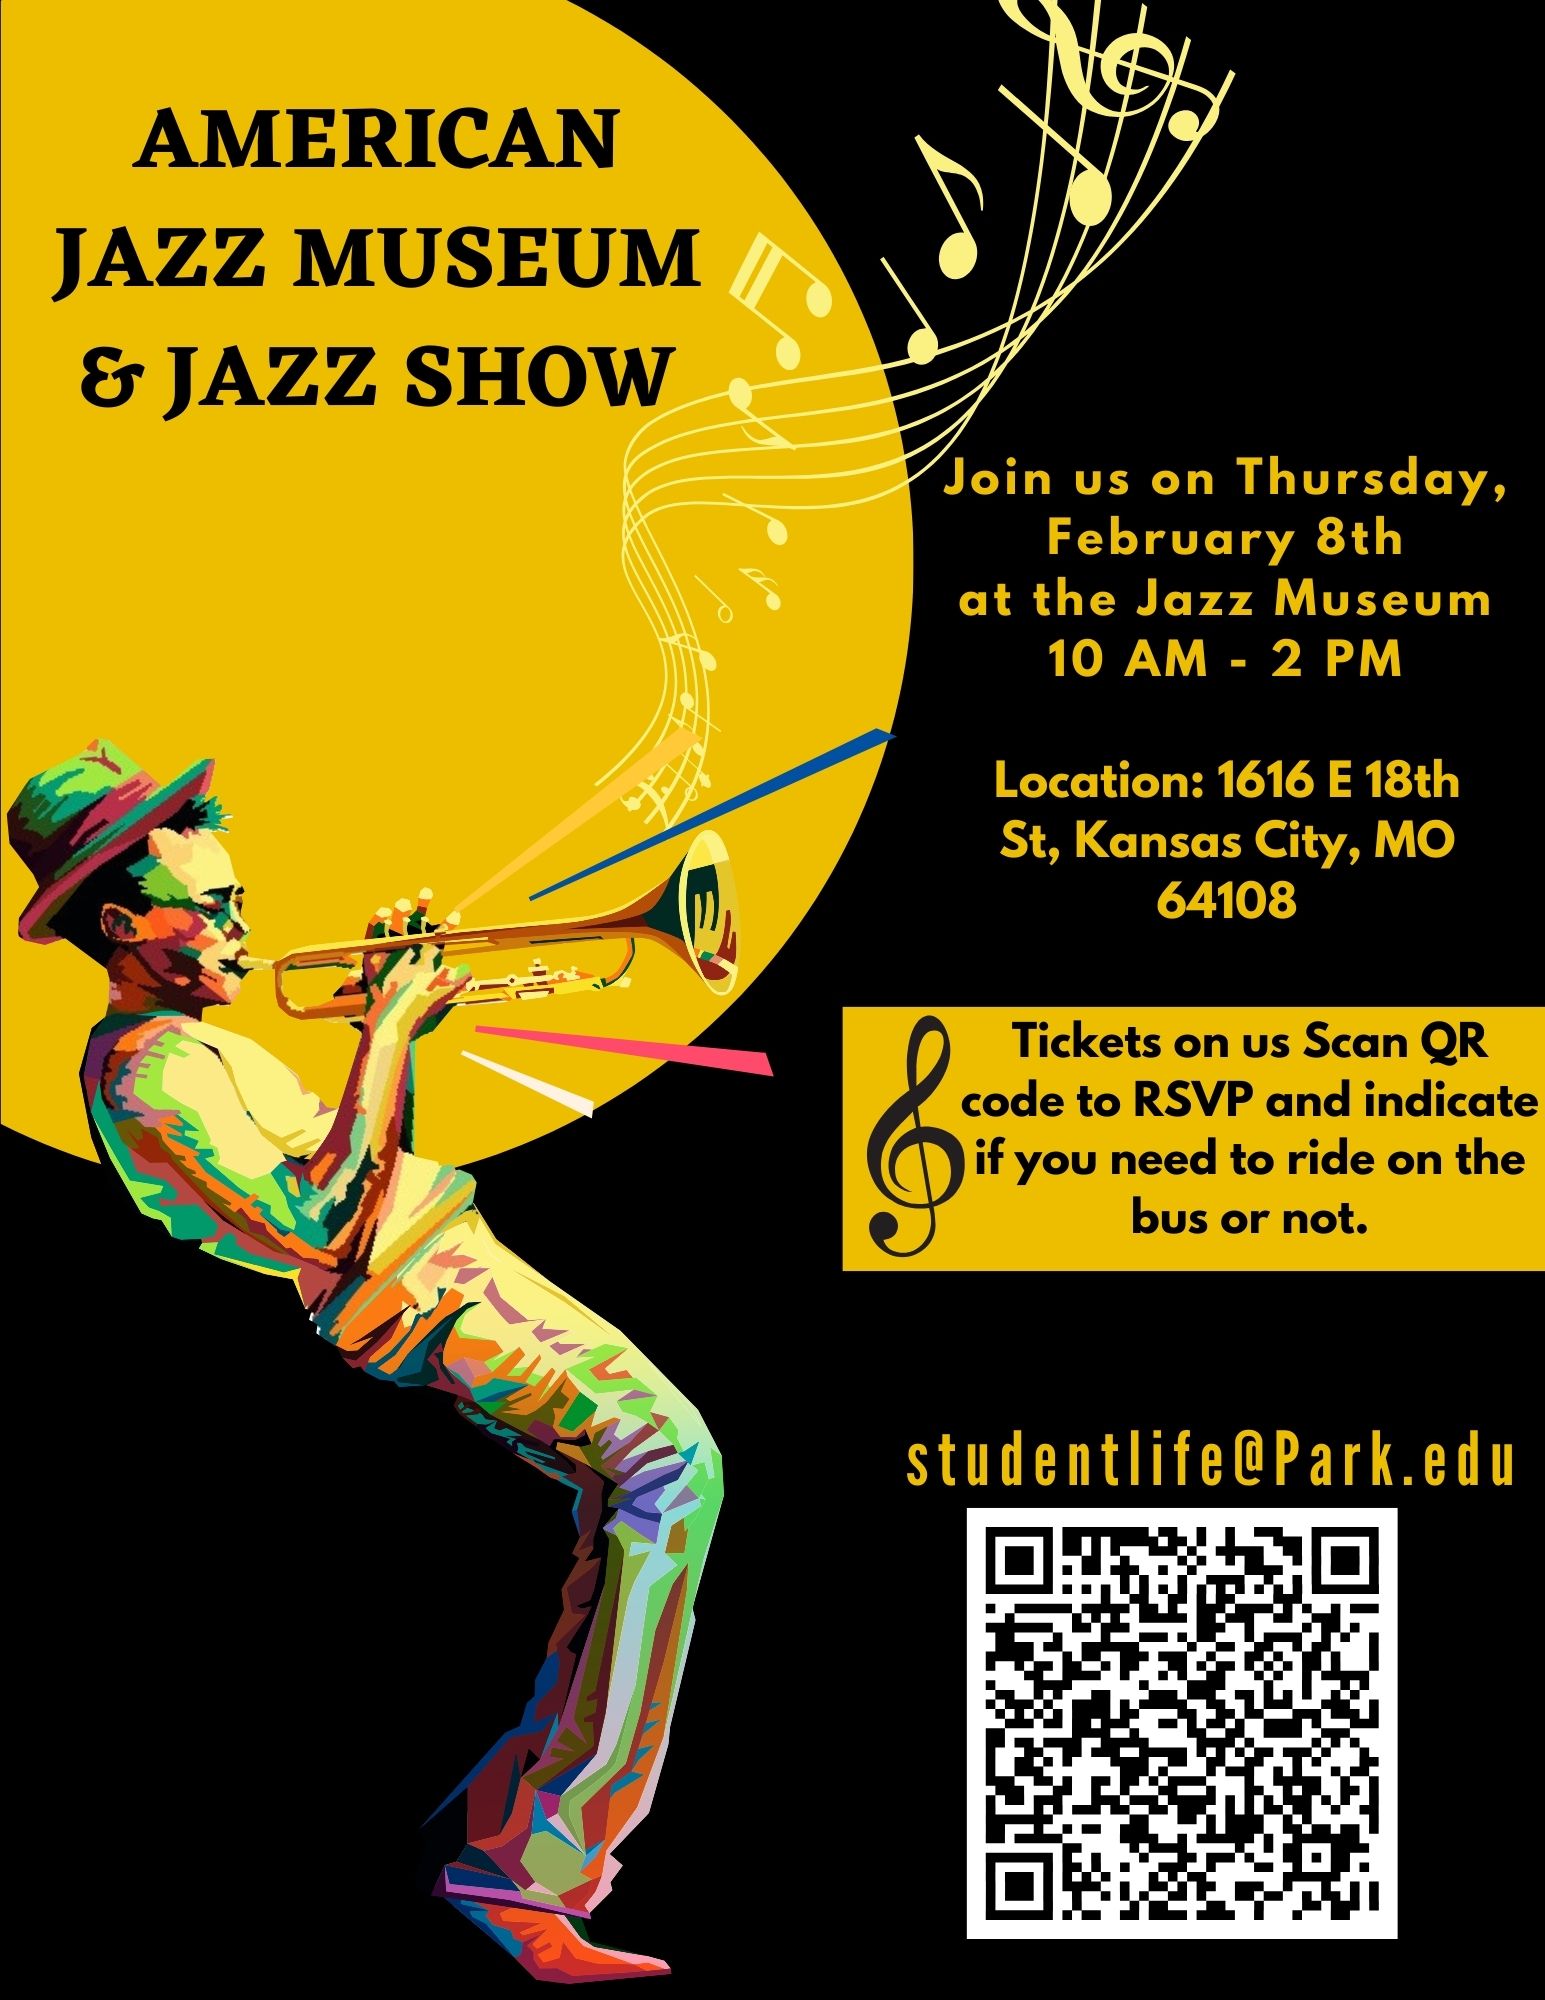 AMERICAN
JAZZ MUSEUM
& JAZZ SHOW
Join us on Thursday,
February 8th
at the Jazz Museum
10 AM - 2 PM
Location: 1616 E 18th
St, Kansas City, MO
64108
Tickets on us Scan QR
code to RSVP and indicate
if you need to ride on the
bus or not.
studentlife@Park.edu